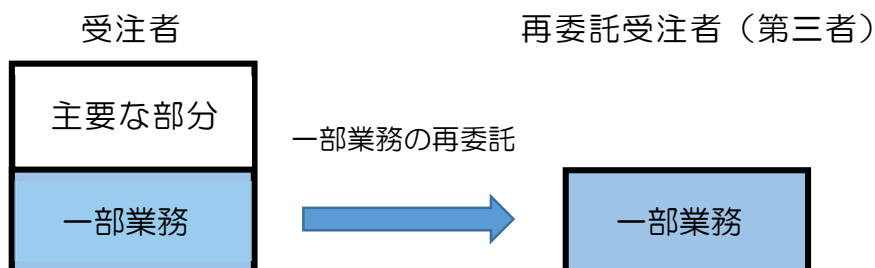 受注者
再委託受注者（第三者）
主要な部分
一部業務の再委託
一部業務
一部業務